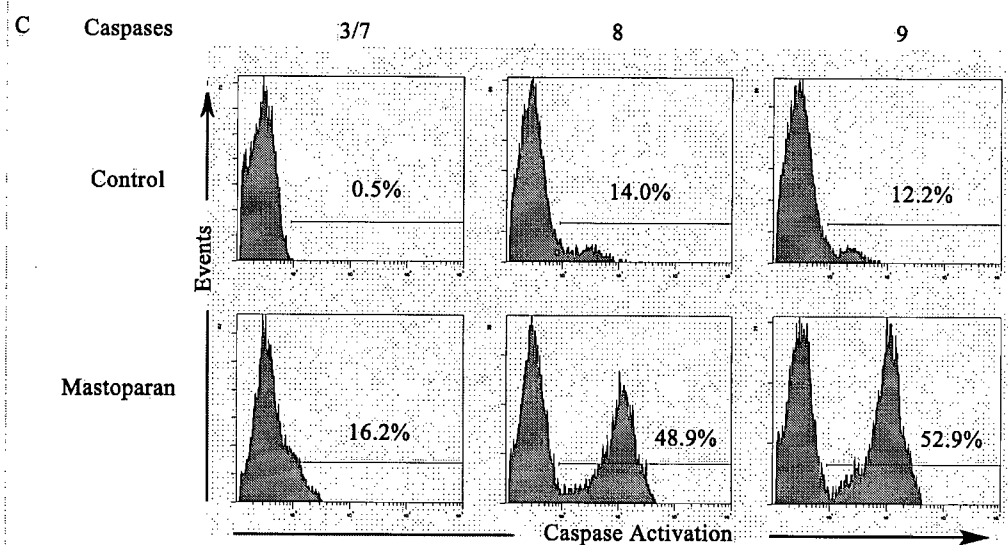 C Caspases 3/7 8 9
Control 0.5% 14.0% 12.2%
Events
Mastoparan 16.2% 48.9% 52.9%
Caspase Activation